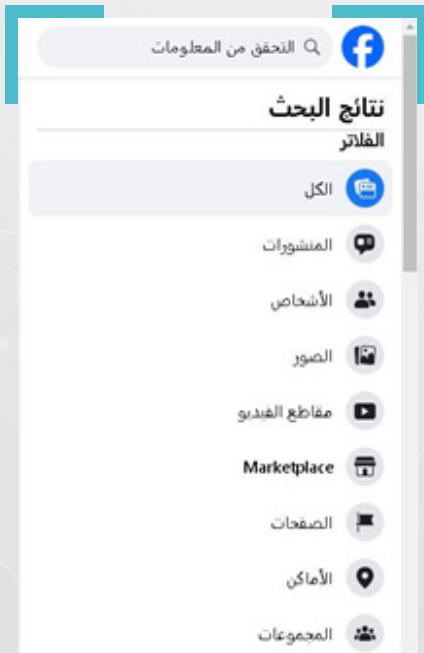 التحقق من المعلومات
نتائج البحث
الفلاتر
الكل
المنشورات
الأشخاص
الصور
مقاطع الفيديو
Marketplace
الصفحات
الأماكن
المجموعات